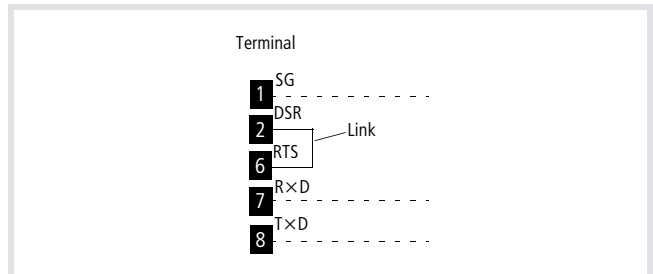 Terminal
1 SG
2 DSR
Link
6 RTS
7 R×D
8 T×D